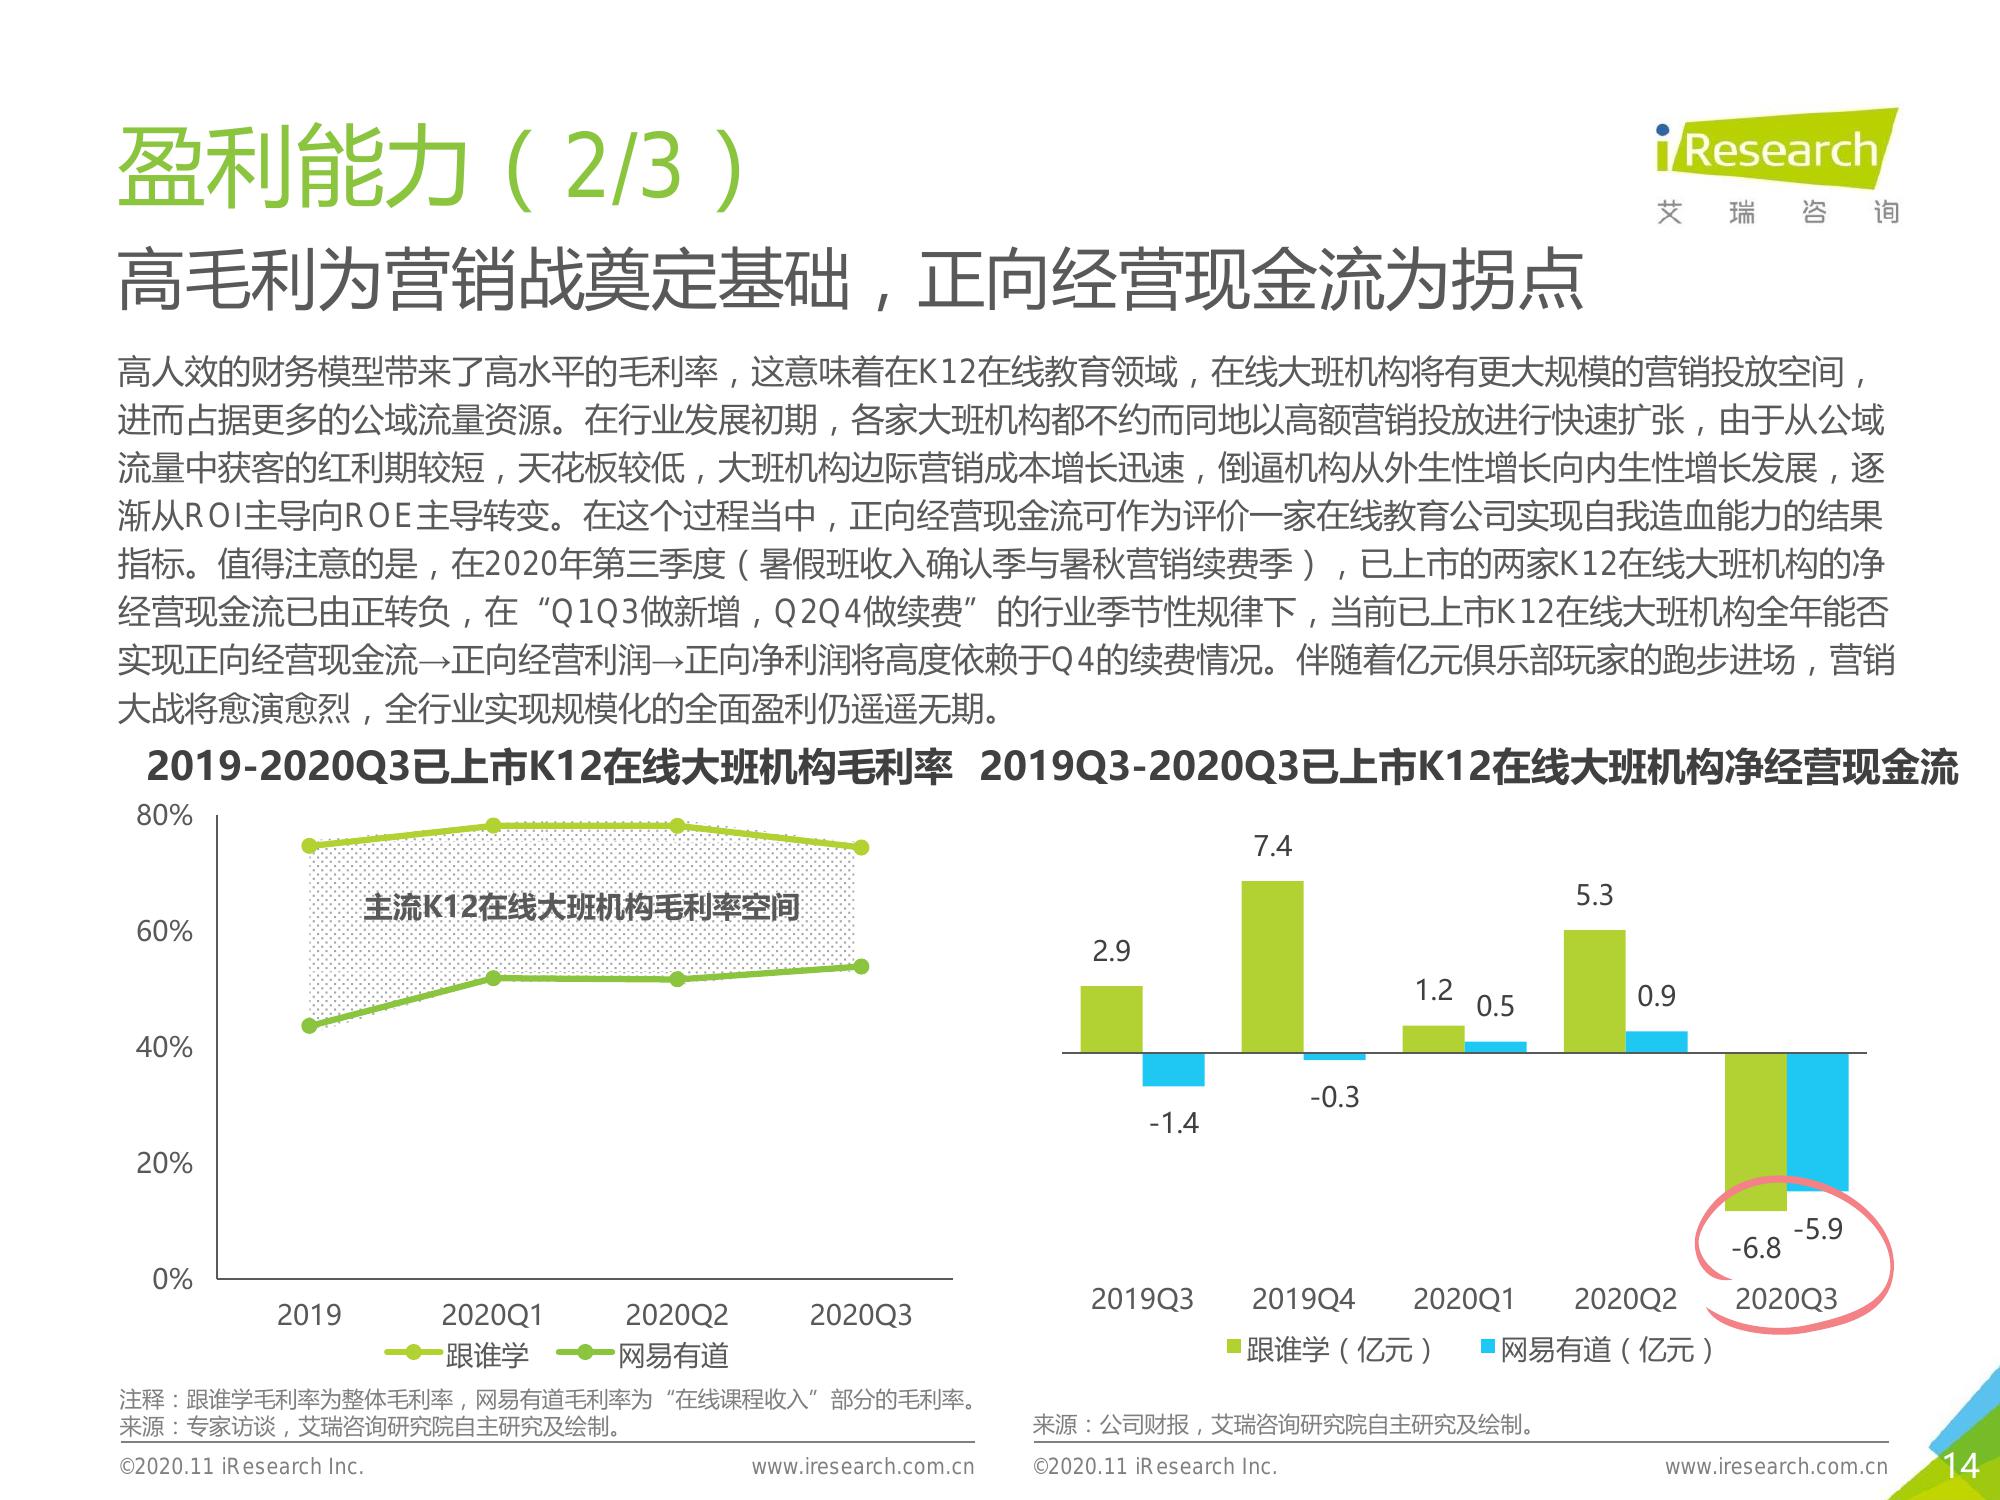 盈利能力（2/3）
iResearch
艾瑞咨询
高毛利为营销战奠定基础，正向经营现金流为拐点
高人效的财务模型带来了高水平的毛利率，这意味着在K12在线教育领域，在线大班机构将有更大规模的营销投放空间，
进而占据更多的公域流量资源。在行业发展初期，各家大班机构都不约而同地以高额营销投放进行快速扩张，由于从公域
流量中获客的红利期较短，天花板较低，大班机构边际营销成本增长迅速，倒逼机构从外生性增长向内生性增长发展，逐
渐从ROI主导向ROE主导转变。在这个过程当中，正向经营现金流可作为评价一家在线教育公司实现自我造血能力的结果
指标。值得注意的是，在2020年第三季度（暑假班收入确认季与暑秋营销续费季），已上市的两家K12在线大班机构的净
经营现金流已由正转负，在“Q1Q3做新增，Q2Q4做续费”的行业季节性规律下，当前已上市K12在线大班机构全年能否
实现正向经营现金流→正向经营利润→正向净利润将高度依赖于Q4的续费情况。伴随着亿元俱乐部玩家的跑步进场，营销
大战将愈演愈烈，全行业实现规模化的全面盈利仍遥遥无期。
2019-2020Q3已上市K12在线大班机构毛利率
80%
60%
40%
20%
0%
主流K12在线大班机构毛利率空间
2019 2020Q1 2020Q2 2020Q3
跟谁学 网易有道
注释：跟谁学毛利率为整体毛利率，网易有道毛利率为“在线课程收入”部分的毛利率。
来源：专家访谈，艾瑞咨询研究院自主研究及绘制。
©2020.11 iResearch Inc. www.iresearch.com.cn
2019Q3-2020Q3已上市K12在线大班机构净经营现金流
2.9
-1.4
7.4
-0.3
1.2
0.5
5.3
0.9
-6.8
-5.9
2019Q3 2019Q4 2020Q1 2020Q2 2020Q3
跟谁学（亿元） 网易有道（亿元）
来源：公司财报，艾瑞咨询研究院自主研究及绘制。
©2020.11 iResearch Inc. www.iresearch.com.cn
14